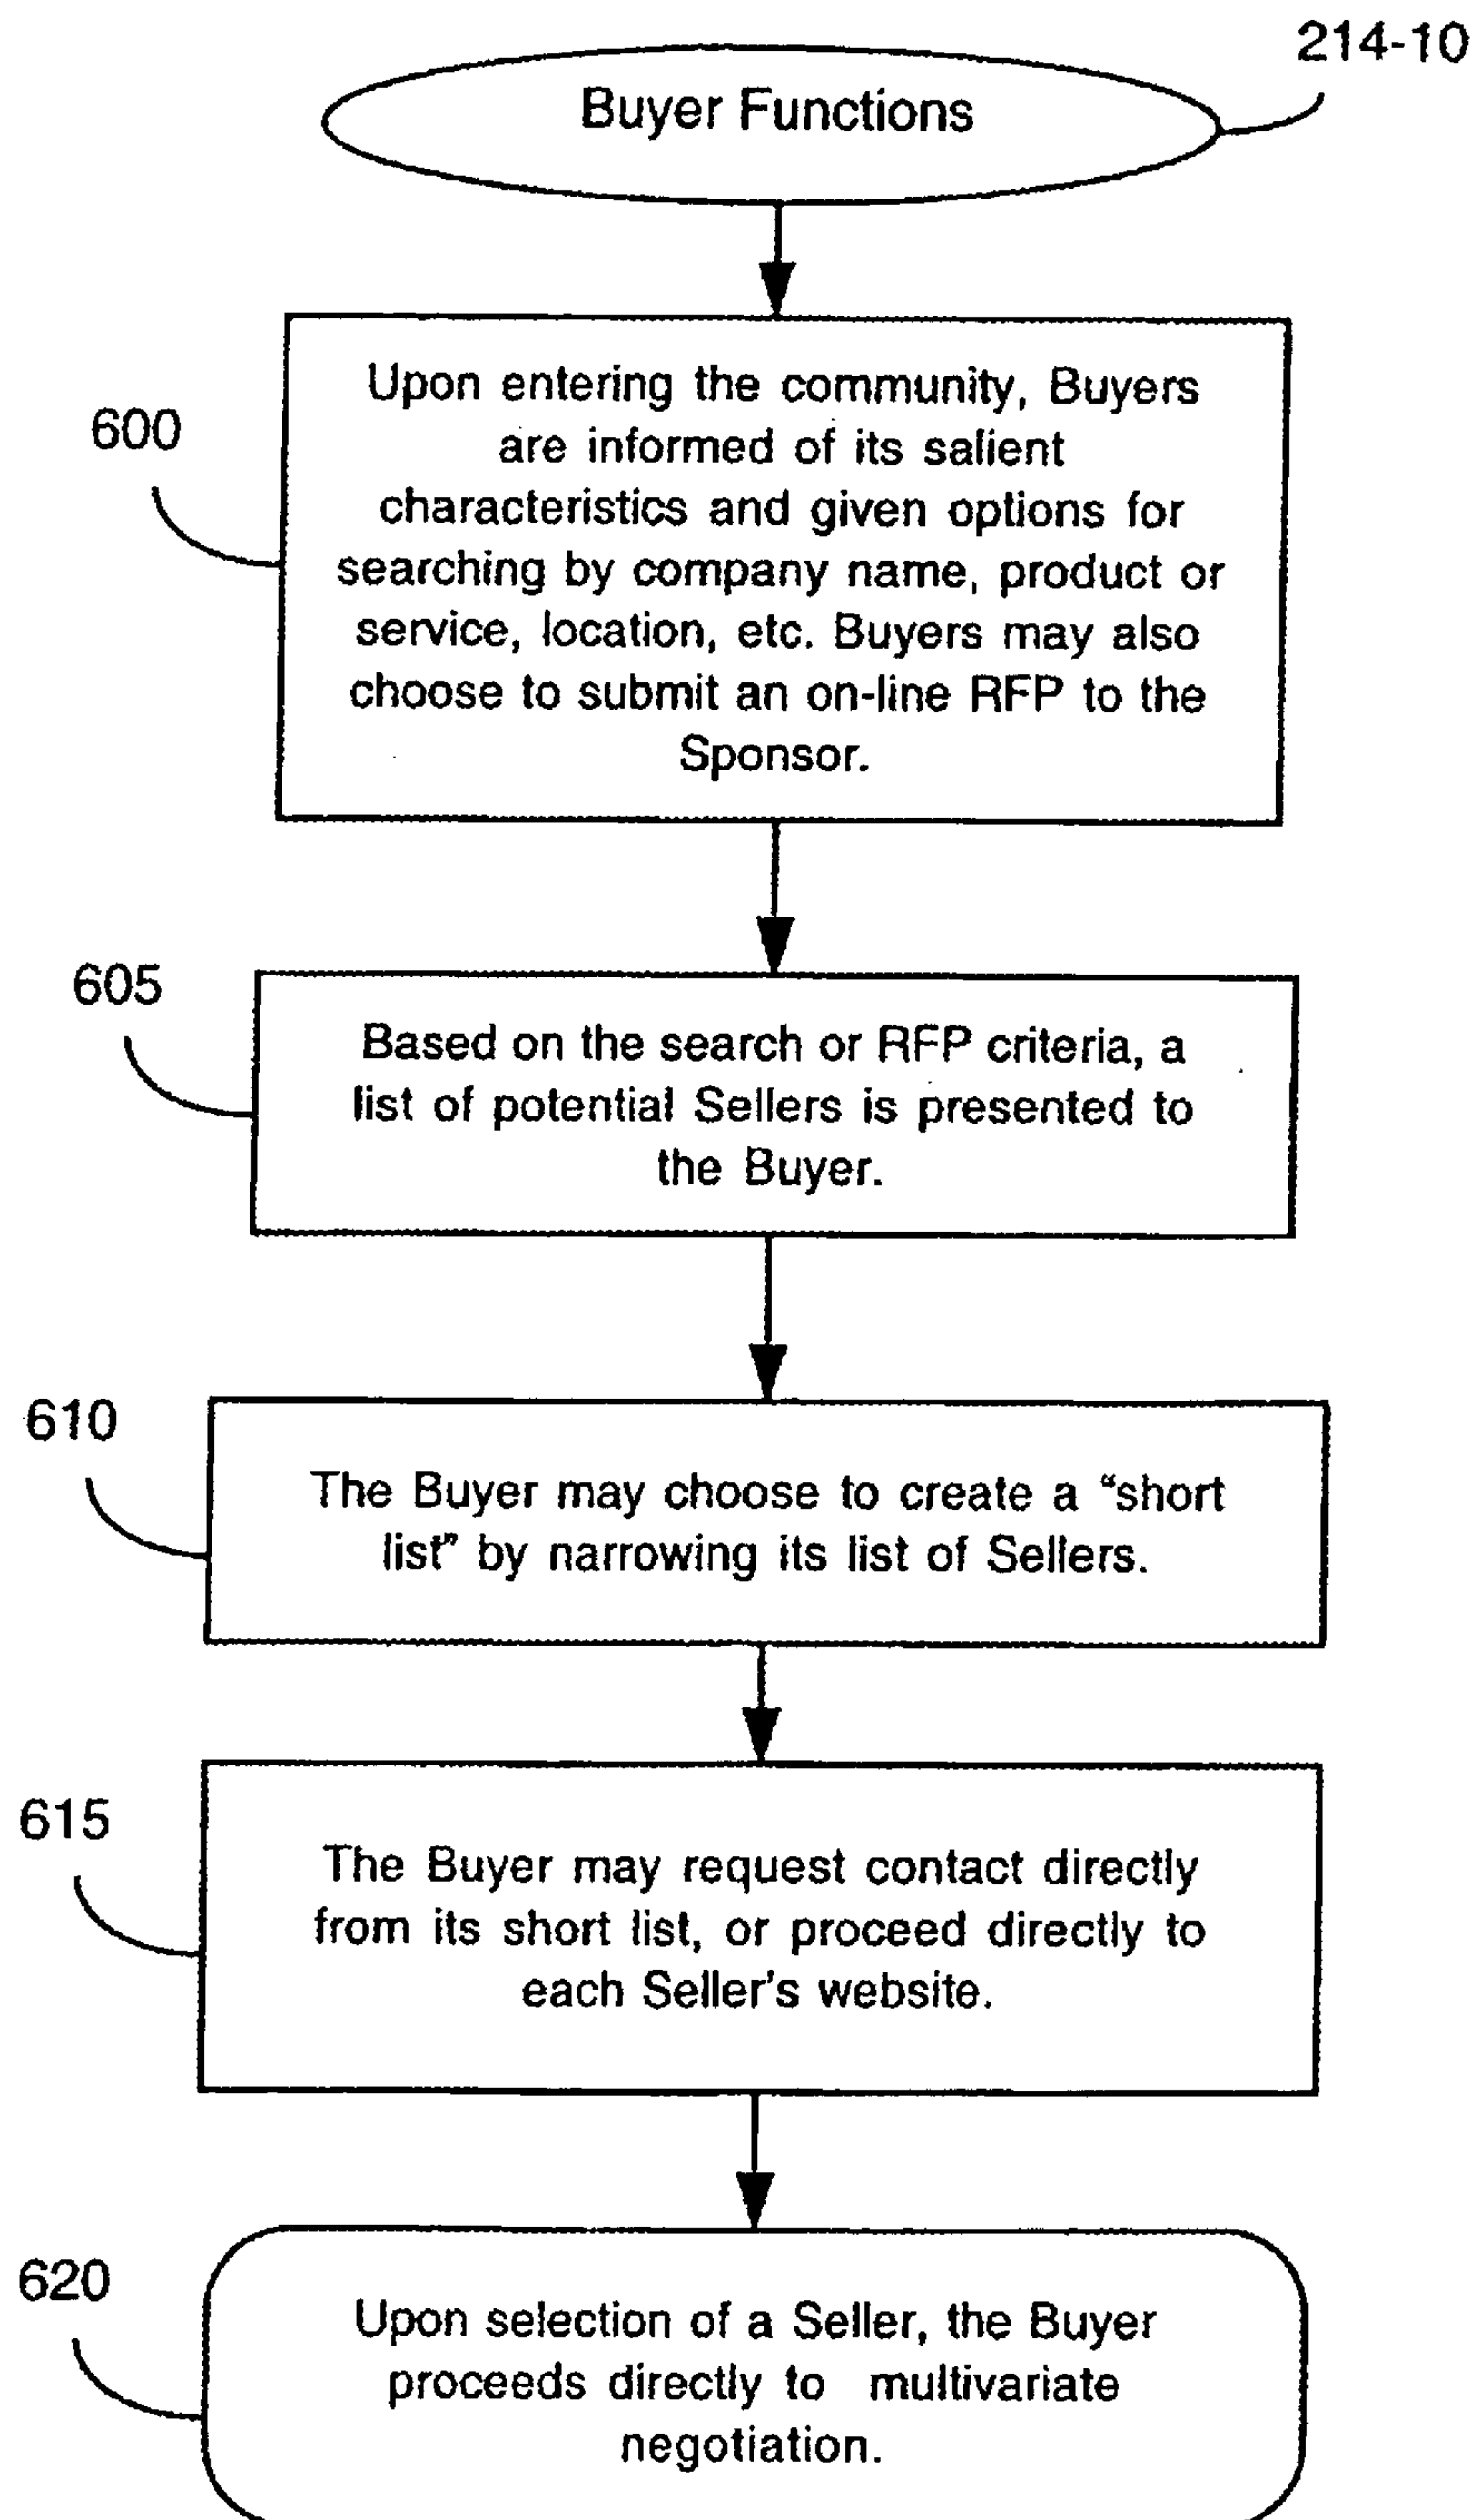 214-10
Buyer Functions
600
Upon entering the community, Buyers
are informed of its salient
characteristics and given options for
searching by company name, product or
service, location, etc. Buyers may also
choose to submit an on-line RFP to the
Sponsor.
605
Based on the search or RFP criteria, a
list of potential Sellers is presented to
the Buyer.
610
The Buyer may choose to create a “short
list” by narrowing its list of Sellers.
615
The Buyer may request contact directly
from its short list, or proceed directly to
each Seller's website.
620
Upon selection of a Seller, the Buyer
proceeds directly to multivariate
negotiation.